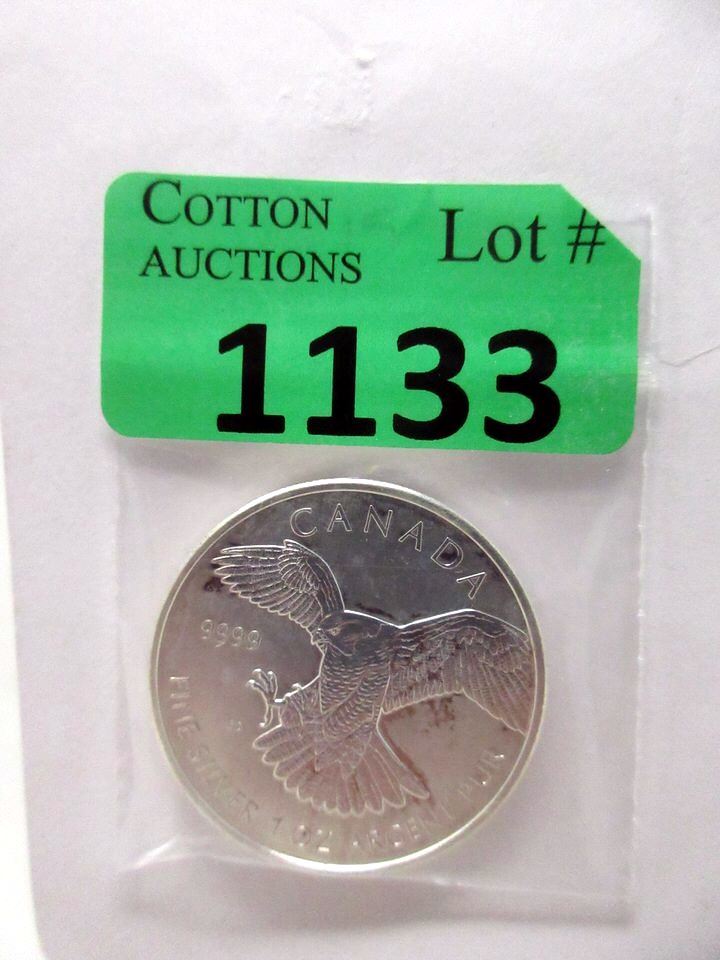 COTTON
AUCTIONS
Lot #
1133
CANADA
9999
FINE SILVER 1 OZ ARGENT PUR